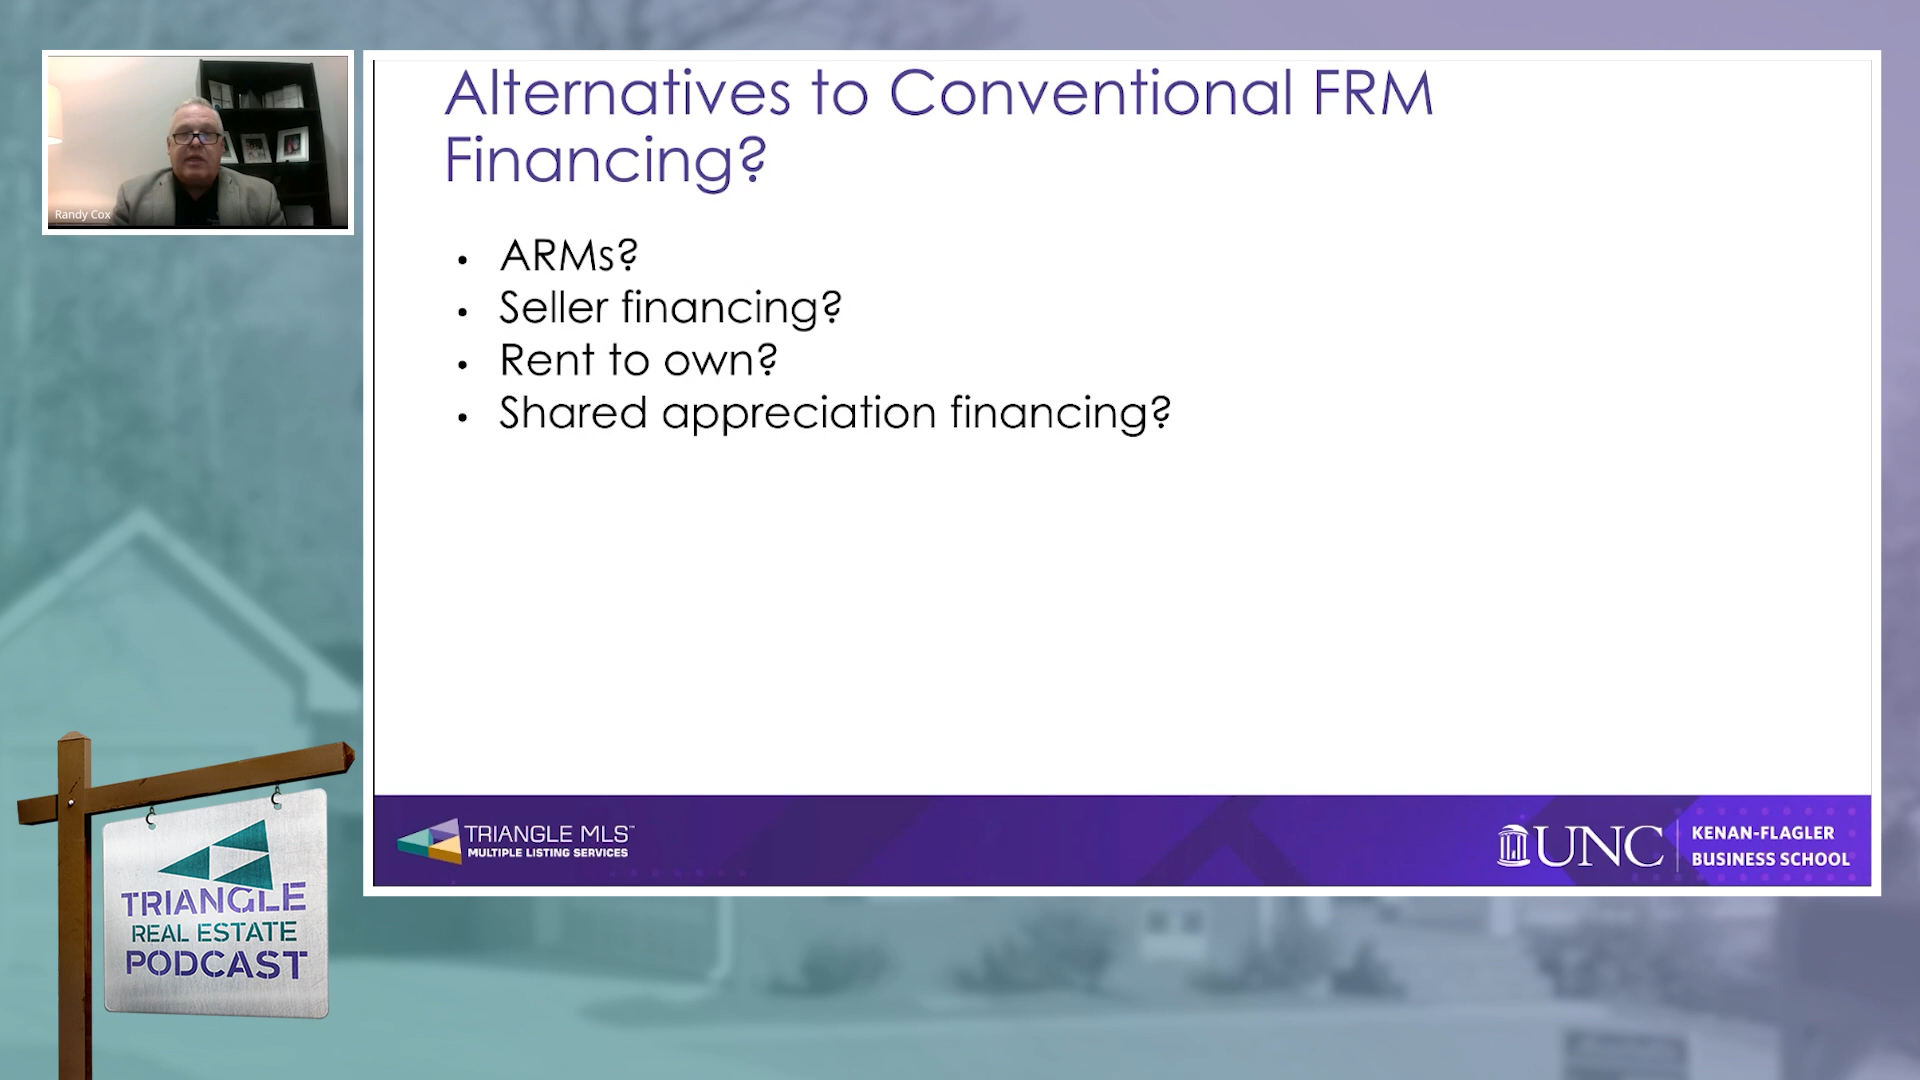 Randy Cox
Alternatives to Conventional FRM
Financing?
• ARMs?
• Seller financing?
• Rent to own?
• Shared appreciation financing?
TRIANGLE MLS™
MULTIPLE LISTING SERVICES
UNC
KENAN-FLAGLER
BUSINESS SCHOOL
TRIANGLE
REAL ESTATE
PODCAST